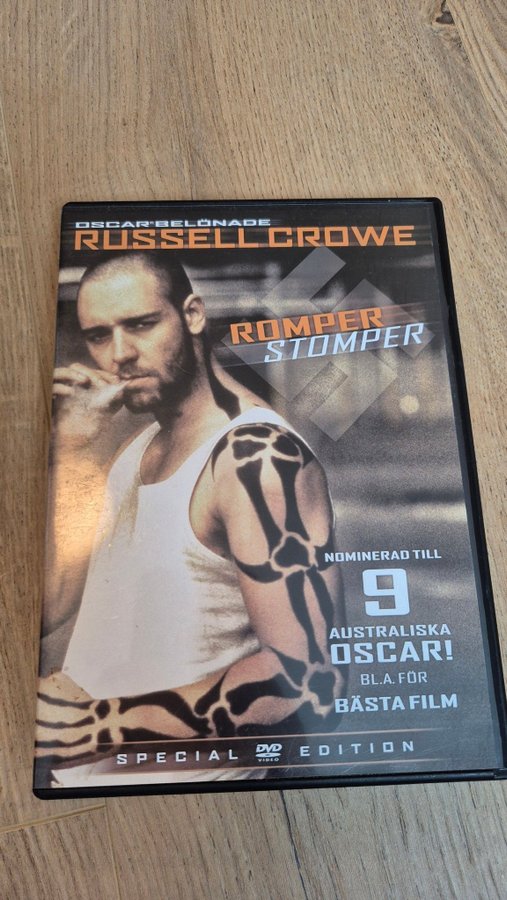 OSCAR®BELÖNADE
RUSSELL CROWE
ROMPER
STOMPER
NOMINERAD TILL
9
AUSTRALISKA
OSCAR!
BL.A. FÖR
BÄSTA FILM
SPECIAL DVD VIDEO EDITION